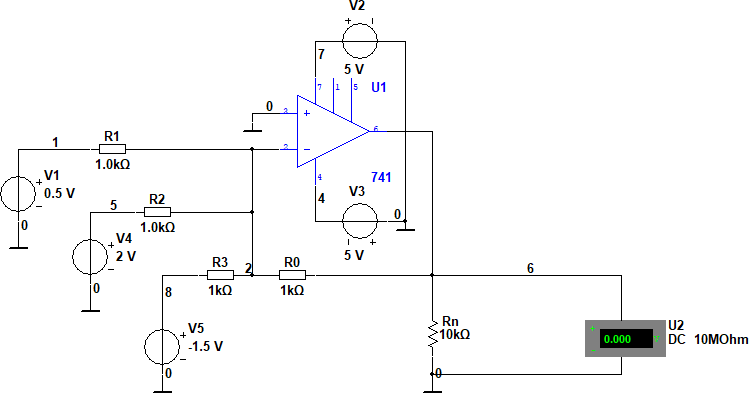 V2
+
5 V
7
7
1
5
U1
0
3
+
6
1
R1
2
−
1.0kΩ
741
V1
+
0.5 V
−
4
4
V3
0
−
+
5 V
5
R2
1.0kΩ
0
V4
+
2 V
−
0
R3
2
R0
6
1kΩ
1kΩ
8
V5
+
-1.5 V
−
0
Rn
10kΩ
0
+
0.000
−
U2
DC 10MOhm